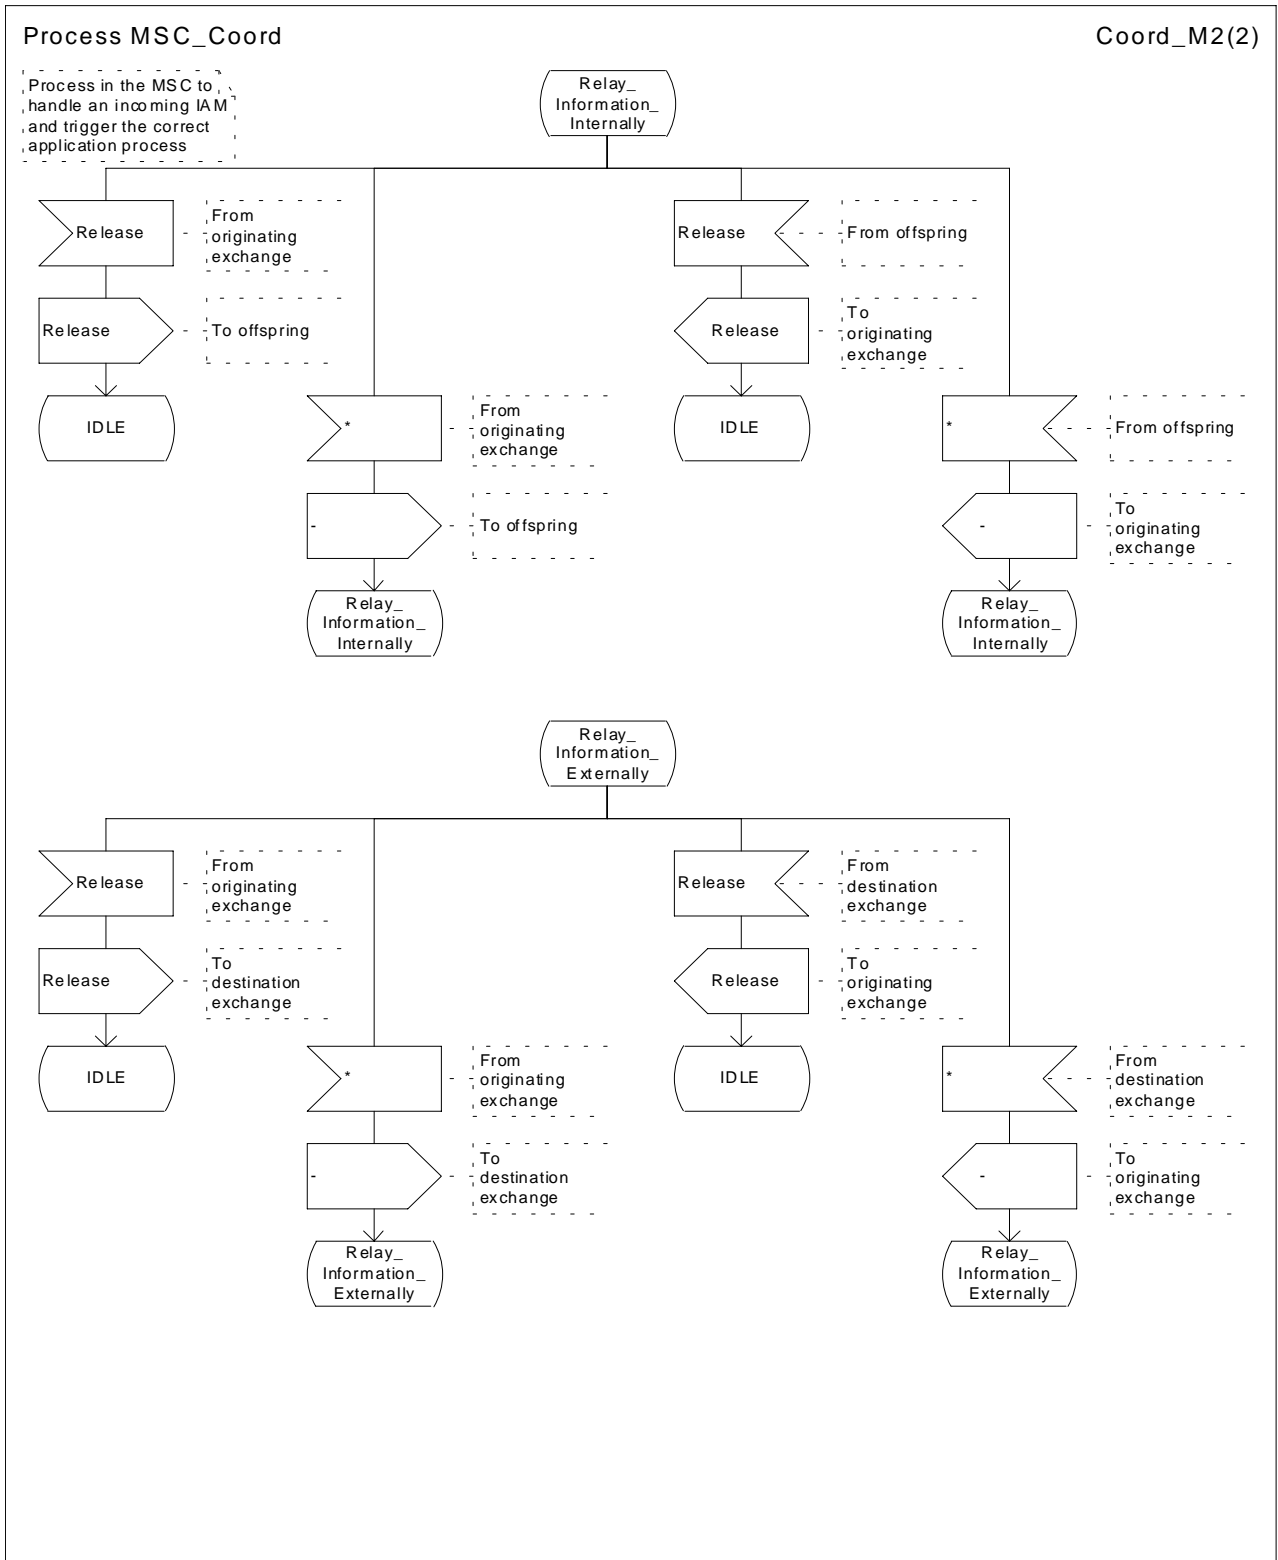 Process MSC_Coord
Coord_M2(2)
Process in the MSC to
handle an incoming IAM
and trigger the correct
application process
Relay_
Information_
Internally
Release
From
originating
exchange
Release
From offspring
Release
To offspring
Release
To
originating
exchange
IDLE
*
From
originating
exchange
IDLE
*
From offspring
-
To offspring
-
To
originating
exchange
Relay_
Information_
Internally
Relay_
Information_
Internally
Relay_
Information_
Externally
Release
From
originating
exchange
Release
From
destination
exchange
Release
To
destination
exchange
Release
To
originating
exchange
IDLE
*
From
originating
exchange
IDLE
*
From
destination
exchange
-
To
destination
exchange
-
To
originating
exchange
Relay_
Information_
Externally
Relay_
Information_
Externally